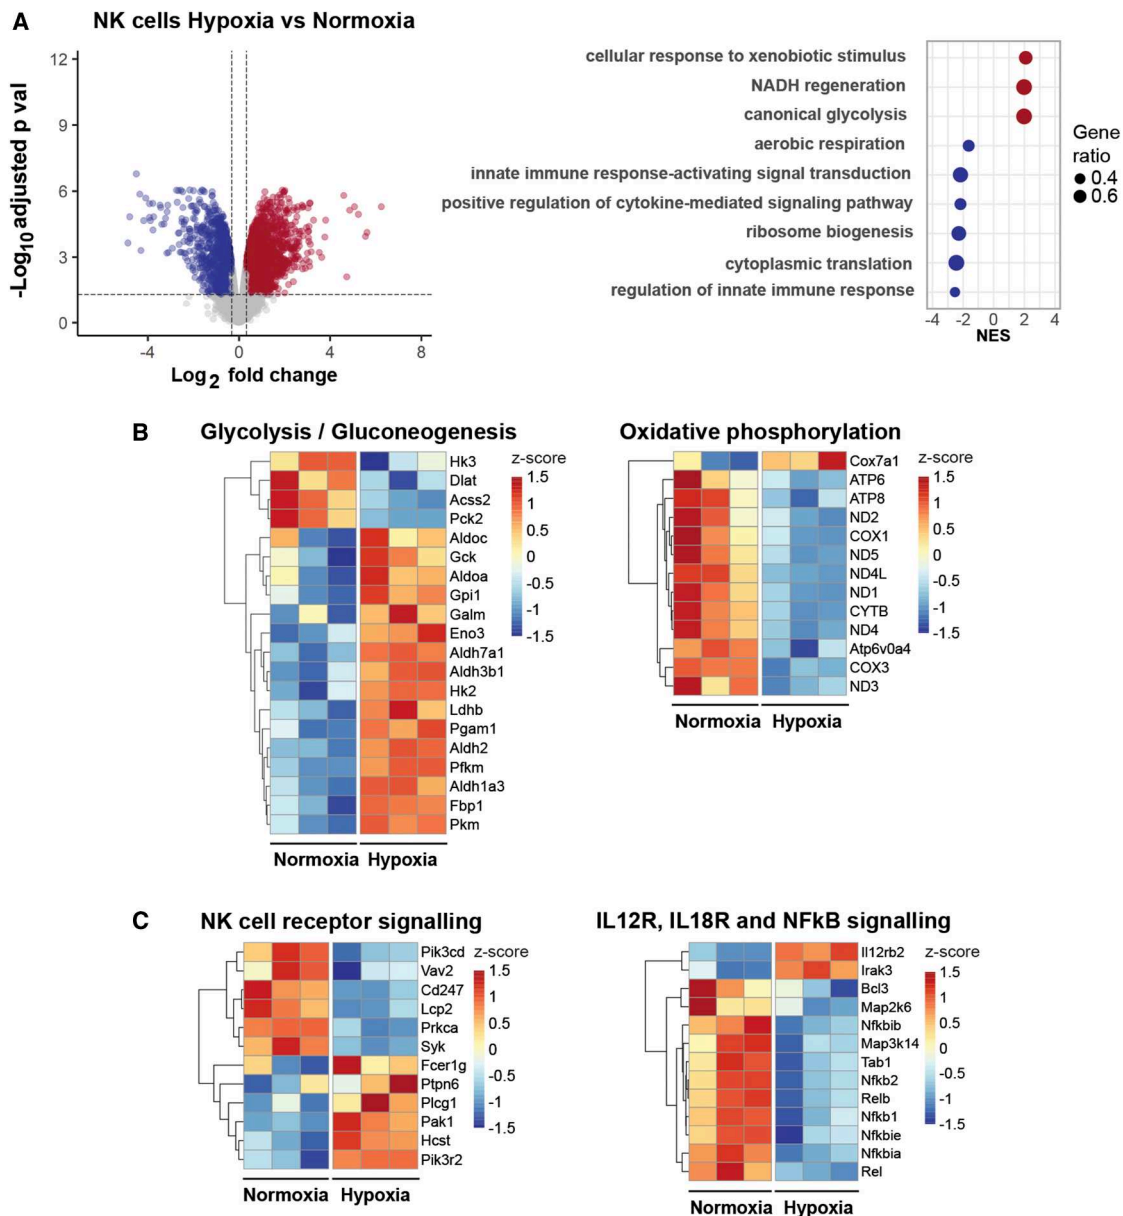 A
NK cells Hypoxia vs Normoxia
-Log10 adjusted p val
12
9
6
3
0
-4
0
4
8
Log2 fold change
cellular response to xenobiotic stimulus
NADH regeneration
canonical glycolysis
aerobic respiration
innate immune response-activating signal transduction
positive regulation of cytokine-mediated signaling pathway
ribosome biogenesis
cytoplasmic translation
regulation of innate immune response
-4 -2 0 2 4
NES
Gene
ratio
0.4
0.6
B
Glycolysis / Gluconeogenesis
Hk3
Dlat
Acss2
Pck2
Aldoc
Gck
Aldoa
Gpi1
Galm
Eno3
Aldh7a1
Aldh3b1
Hk2
Ldhb
Pgam1
Aldh2
Pfkm
Aldh1a3
Fbp1
Pkm
z-score
1.5
1
0.5
0
-0.5
-1
-1.5
Normoxia Hypoxia
Oxidative phosphorylation
Cox7a1
ATP6
ATP8
ND2
COX1
ND5
ND4L
ND1
CYTB
ND4
Atp6v0a4
COX3
ND3
z-score
1.5
1
0.5
0
-0.5
-1
-1.5
Normoxia Hypoxia
C
NK cell receptor signalling
Pik3cd
Vav2
Cd247
Lcp2
Prkca
Syk
Fcer1g
Ptpn6
Plcg1
Pak1
Hcst
Pik3r2
z-score
1.5
1
0.5
0
-0.5
-1
-1.5
Normoxia Hypoxia
IL12R, IL18R and NFkB signalling
Il12rb2
Irak3
Bcl3
Map2k6
Nfkbib
Map3k14
Tab1
Nfkb2
Relb
Nfkb1
Nfkbie
Nfkbia
Rel
z-score
1.5
1
0.5
0
-0.5
-1
-1.5
Normoxia Hypoxia